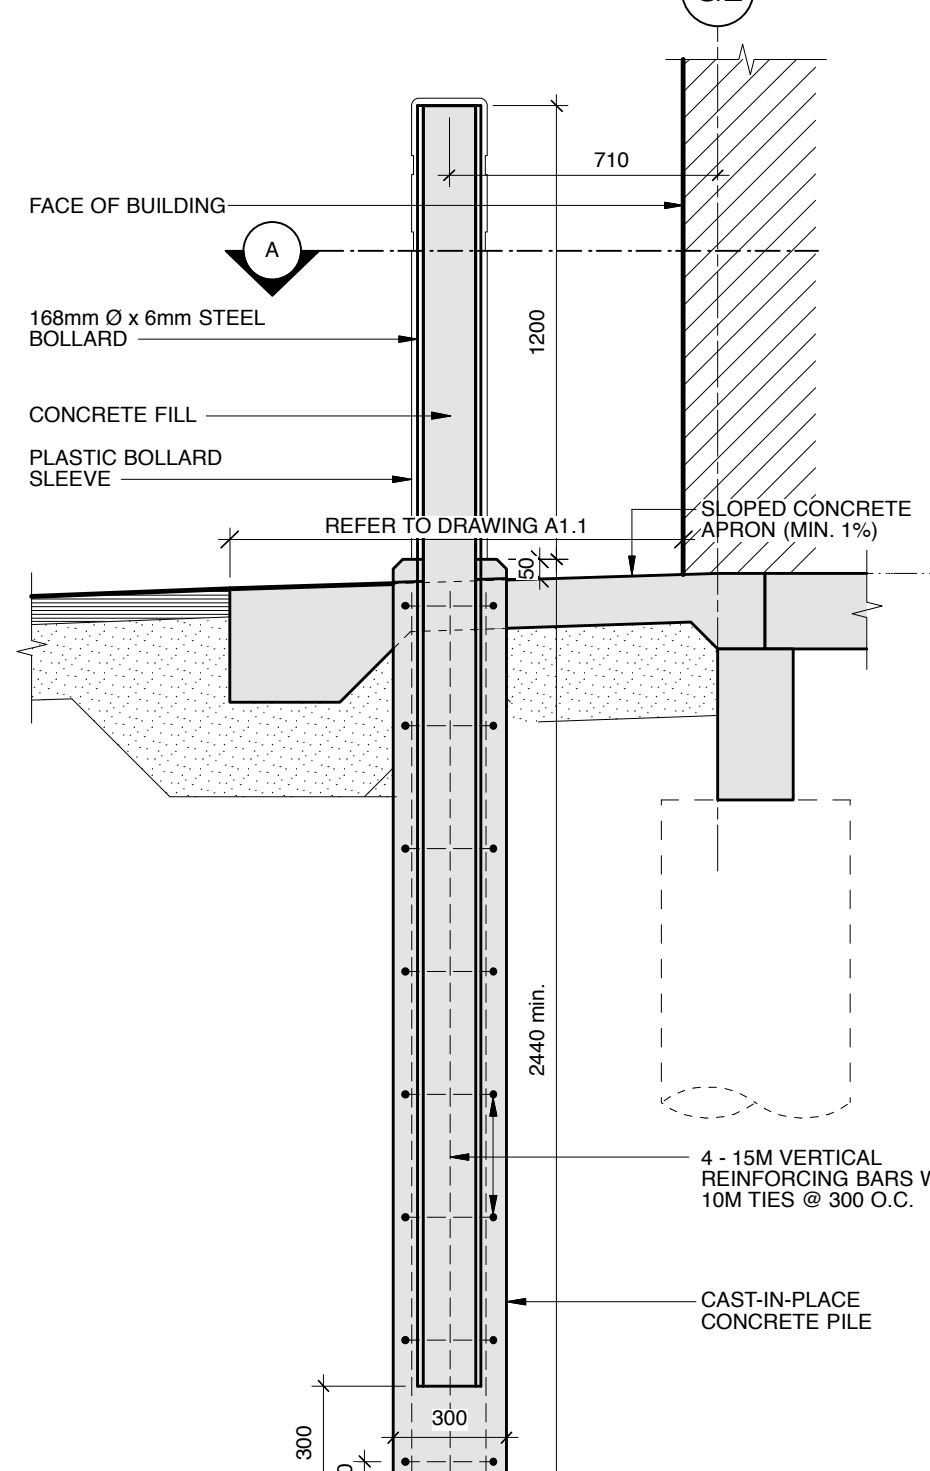 710
FACE OF BUILDING
A
168mm Ø x 6mm STEEL
BOLLARD
1200
CONCRETE FILL
PLASTIC BOLLARD
SLEEVE
SLOPED CONCRETE
APRON (MIN. 1%)
REFER TO DRAWING A1.1
50
2440 min.
4 - 15M VERTICAL
REINFORCING BARS
10M TIES @ 300 O.C.
CAST-IN-PLACE
CONCRETE PILE
300
300